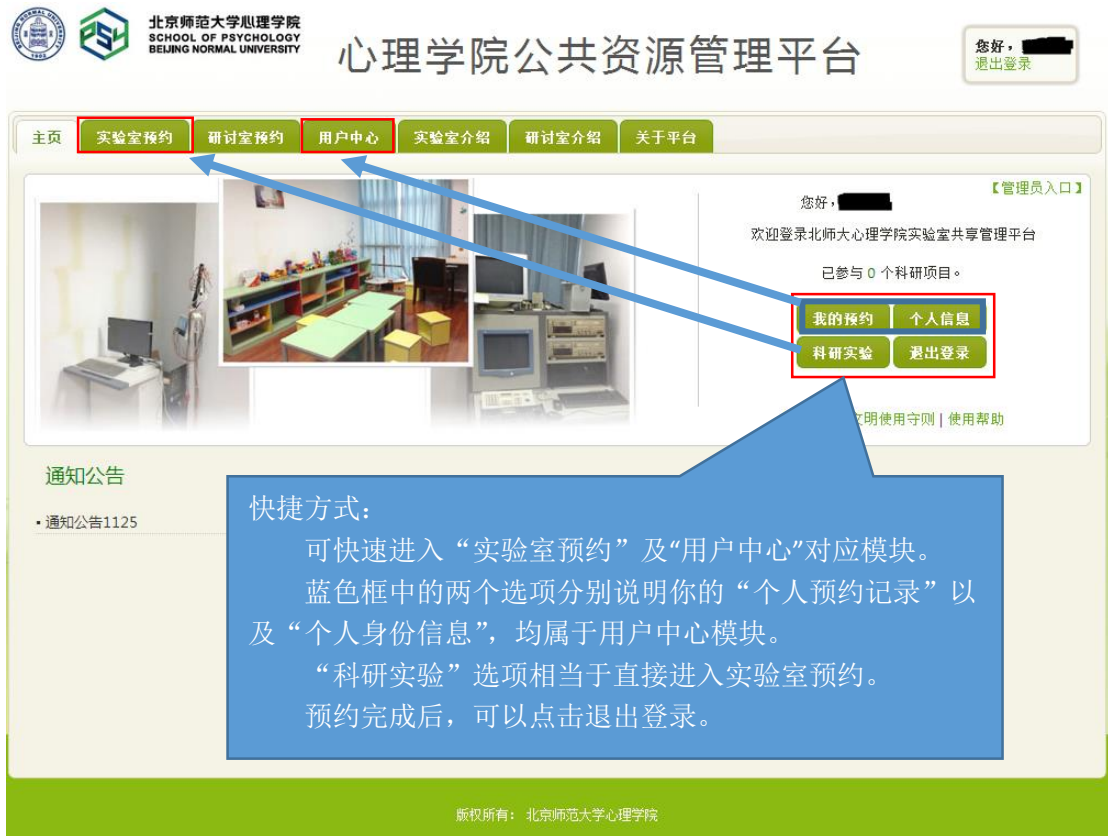 北京师范大学心理学院
SCHOOL OF PSYCHOLOGY
BEIJING NORMAL UNIVERSITY
心理学院公共资源管理平台
您好，
退出登录
主页 实验室预约 研讨室预约 用户中心 实验室介绍 研讨室介绍 关于平台
【管理员入口】
您好，
欢迎登录北师大心理学院实验室共享管理平台
已参与 0 个科研项目。
我的预约 个人信息
科研实验 退出登录
文明使用守则 | 使用帮助
通知公告
▪ 通知公告1125
快捷方式：
可快速进入“实验室预约”及“用户中心”对应模块。
蓝色框中的两个选项分别说明你的“个人预约记录”以
及“个人身份信息”，均属于用户中心模块。
“科研实验”选项相当于直接进入实验室预约。
预约完成后，可以点击退出登录。
版权所有： 北京师范大学心理学院